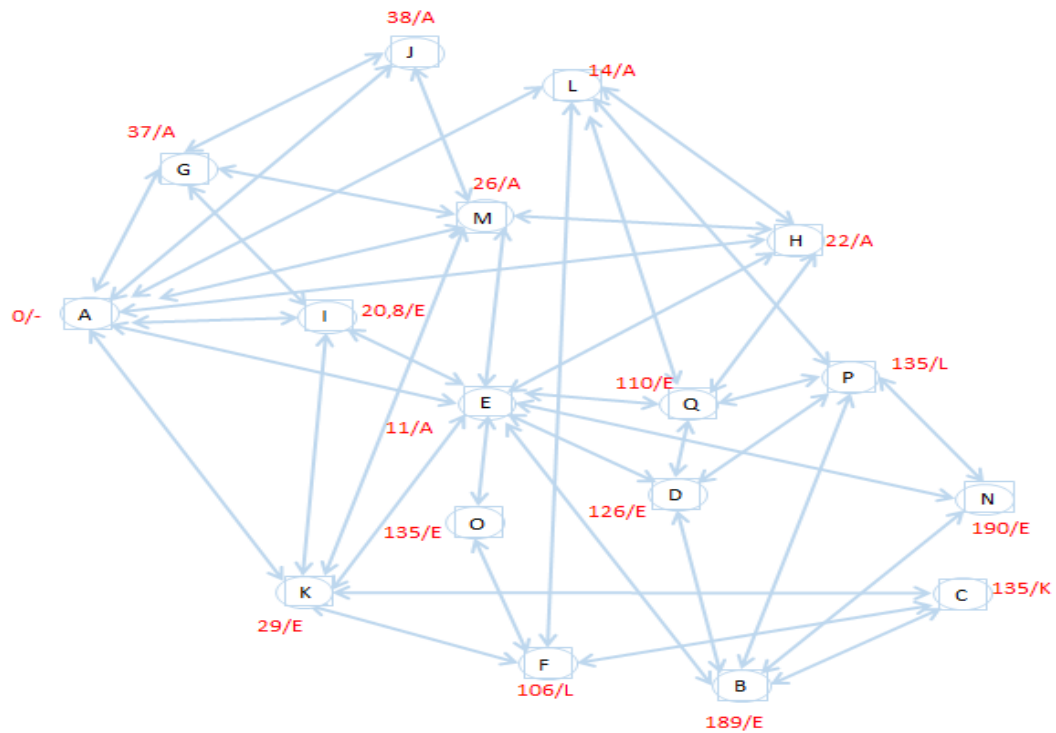 38/A
J
14/A
L
37/A
G
26/A
M
H
22/A
0/-
A
I
20,8/E
135/L
P
110/E
E
Q
11/A
D
N
126/E
190/E
135/E
O
K
C
135/K
29/E
F
106/L
B
189/E